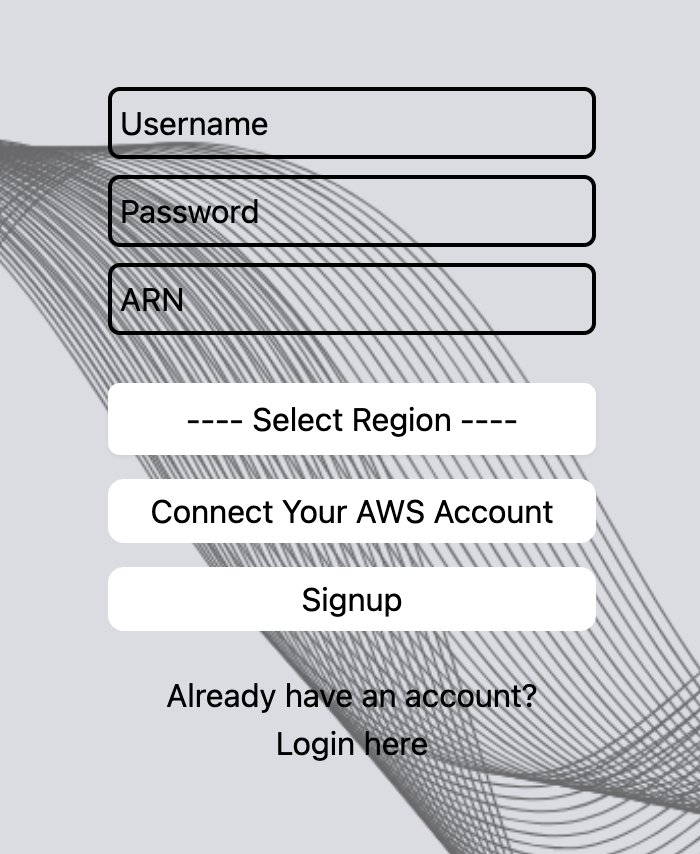 Username
Password
ARN
---- Select Region ----
Connect Your AWS Account
Signup
Already have an account?
Login here